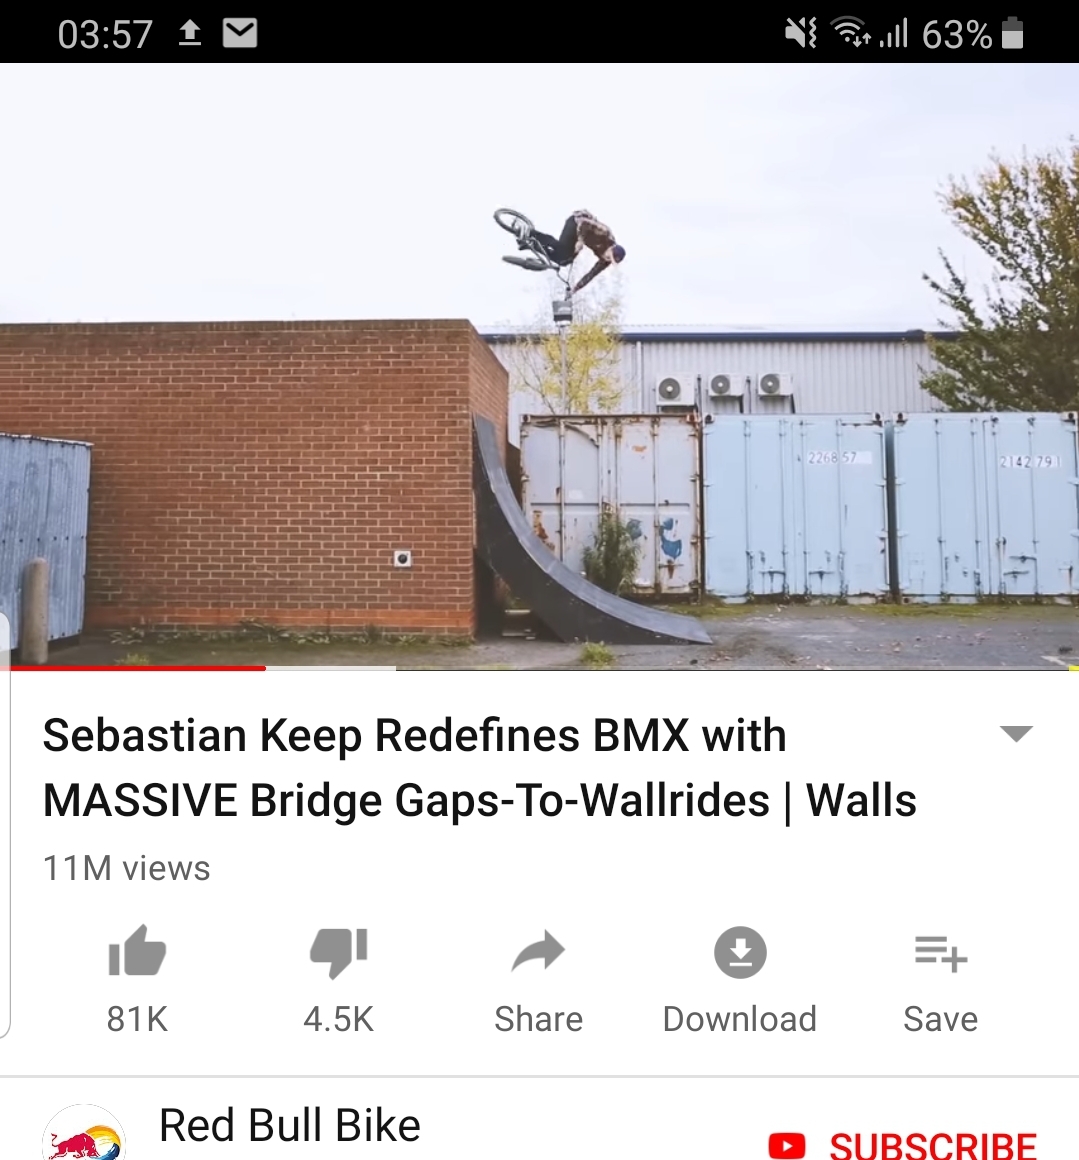 03:57
63%
2268 57
2142 791
Sebastian Keep Redefines BMX with
MASSIVE Bridge Gaps-To-Wallrides | Walls
11M views
81K
4.5K
Share
Download
Save
Red Bull Bike
SUBSCRIBE